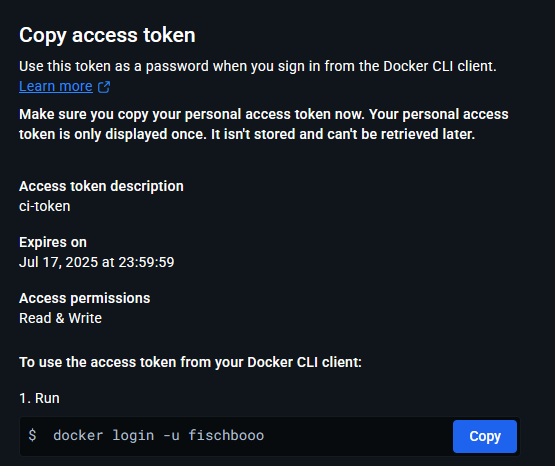 Copy access token
Use this token as a password when you sign in from the Docker CLI client.
Learn more
Make sure you copy your personal access token now. Your personal access
token is only displayed once. It isn't stored and can't be retrieved later.
Access token description
ci-token
Expires on
Jul 17, 2025 at 23:59:59
Access permissions
Read & Write
To use the access token from your Docker CLI client:
1. Run
$ docker login -u fischbooo
Copy